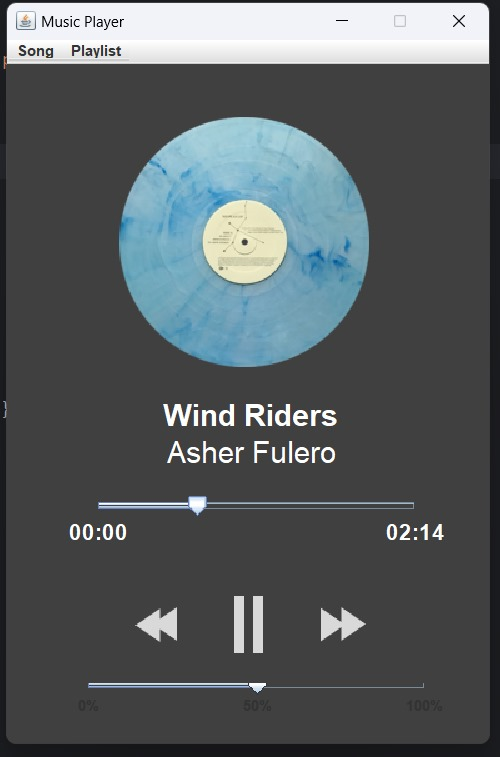 Music Player
Song Playlist
Wind Riders
Asher Fulero
00:00 02:14
0% 50% 100%